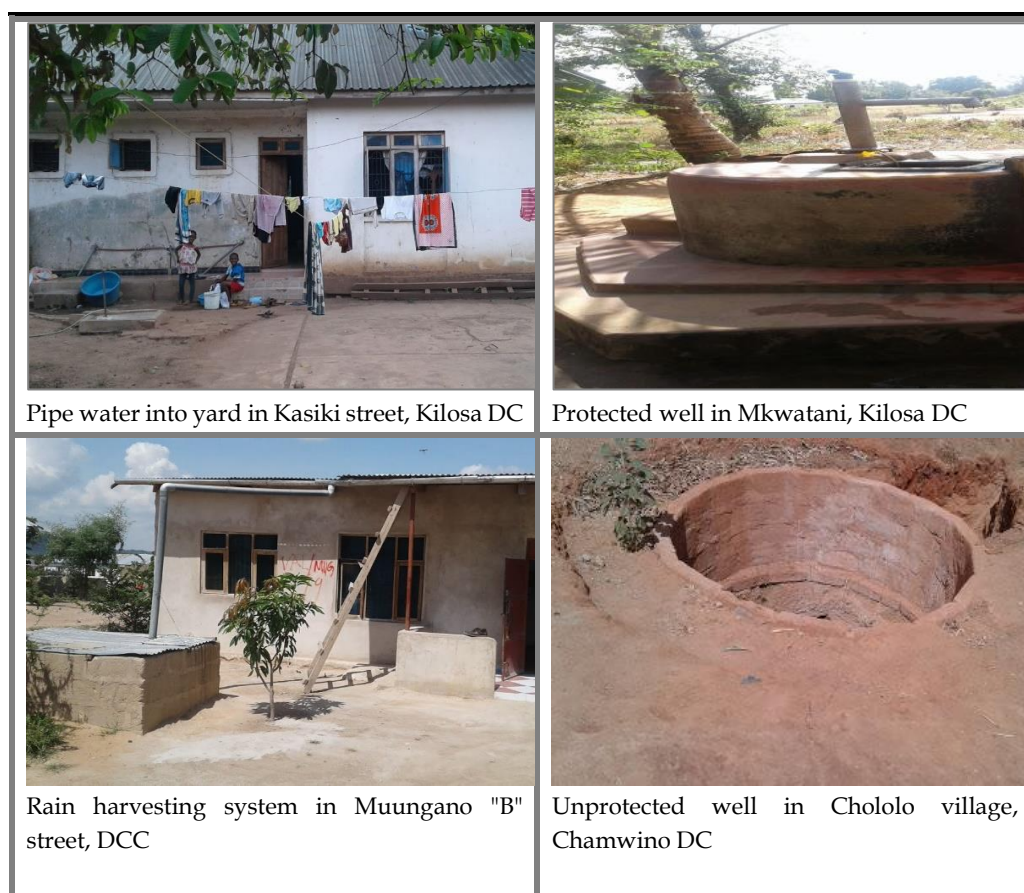 Pipe water into yard in Kasiki street, Kilosa DC
Protected well in Mkwatani, Kilosa DC
Rain harvesting system in Muungano "B"
street, DCC
Unprotected well in Chololo village,
Chamwino DC